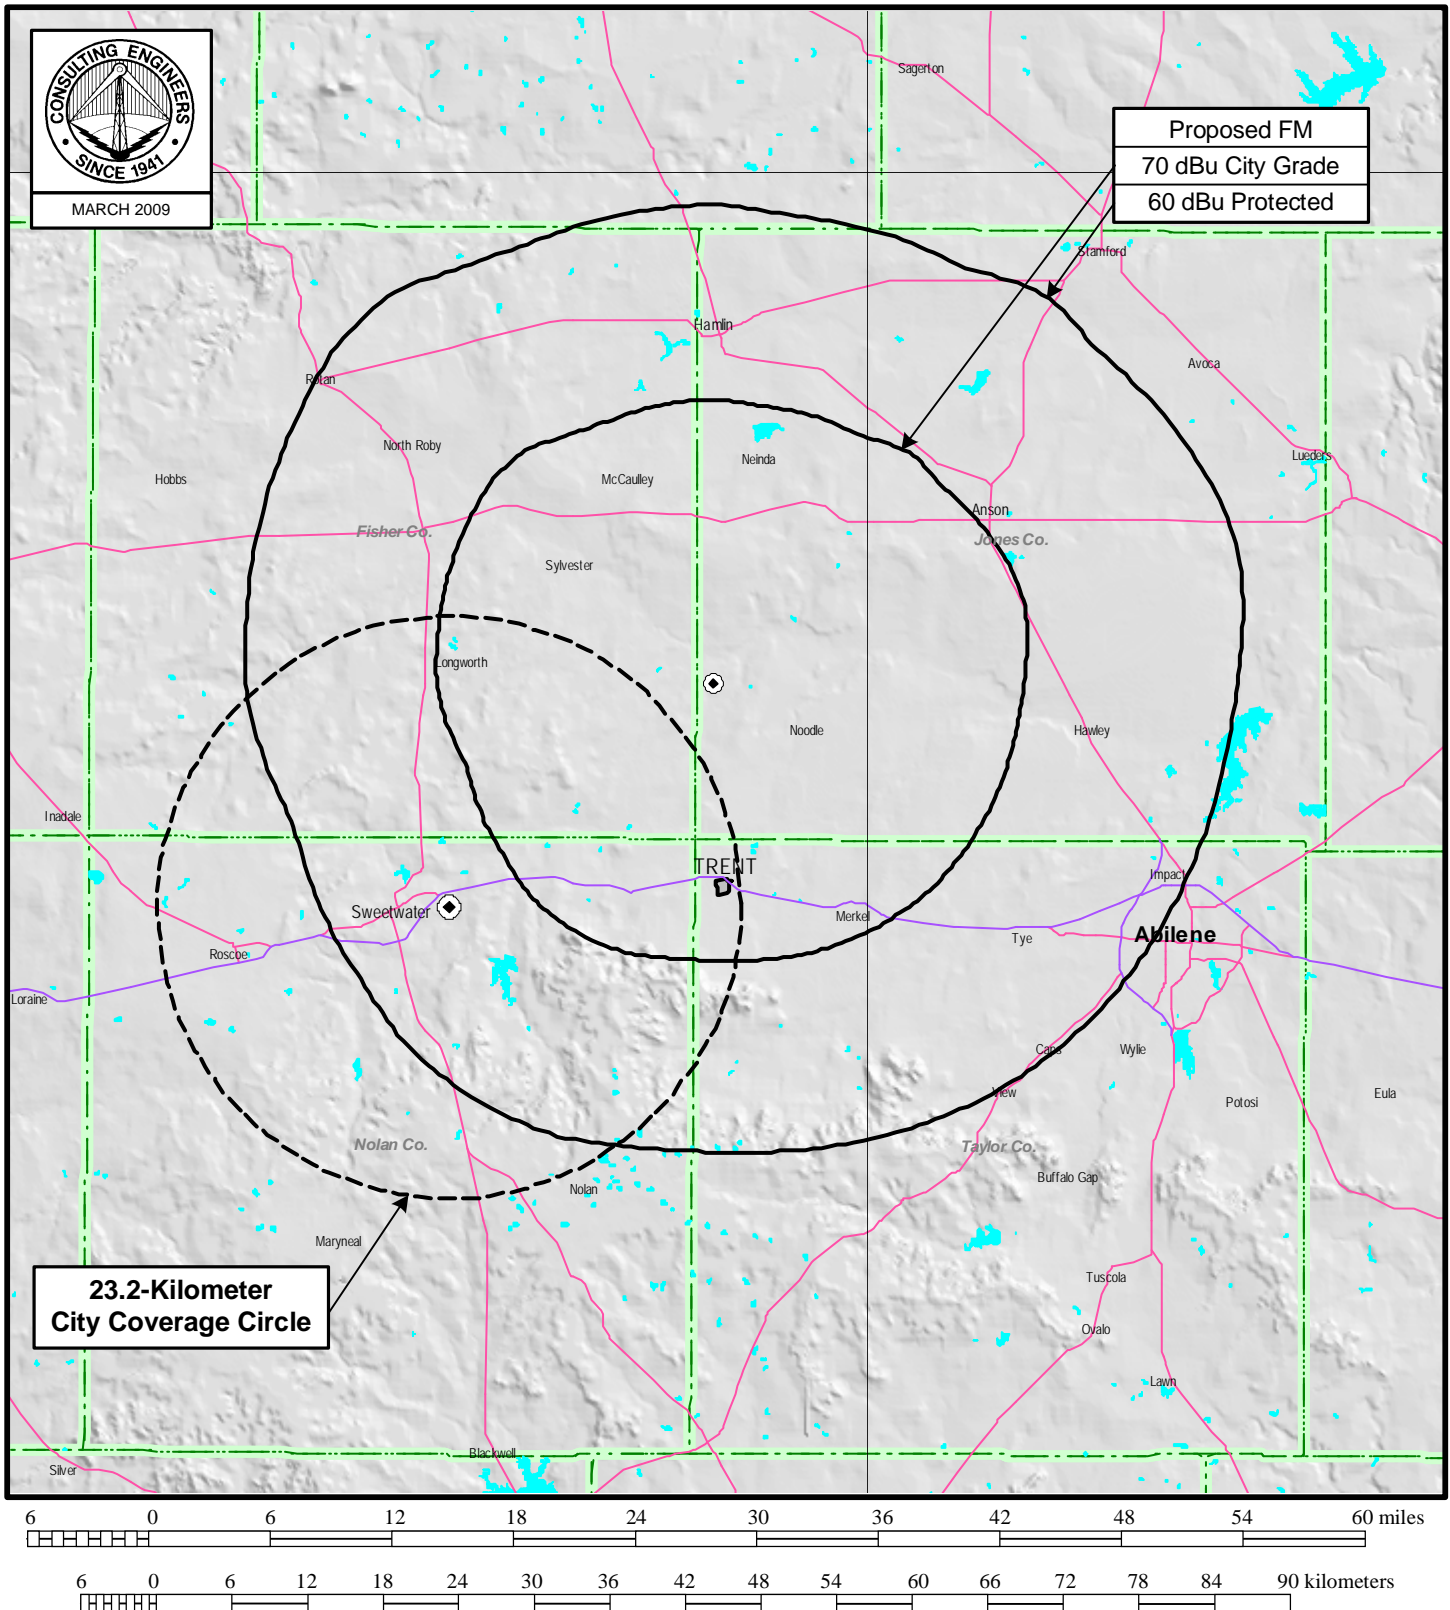 CONSULTING ENGINEERS
SINCE 1941
MARCH 2009
Sagerton
Proposed FM
70 dBu City Grade
60 dBu Protected
Stamford
Hamlin
Avoca
Rotan
North Roby
Neinda
Lueders
Hobbs
McCaulley
Anson
Fisher Co.
Jones Co.
Sylvester
Longworth
Noodle
Hawley
Inadale
TRENT
Impact
Sweetwater
Merkel
Roscoe
Tye
Abilene
Loraine
Caps
Wylie
View
Potosi
Eula
Nolan Co.
Taylor Co.
Buffalo Gap
Nolan
Maryneal
23.2-Kilometer
City Coverage Circle
Tuscola
Ovalo
Lawn
Blackwell
Silver
6 0 6 12 18 24 30 36 42 48 54 60 miles
6 0 6 12 18 24 30 36 42 48 54 60 66 72 78 84 90 kilometers